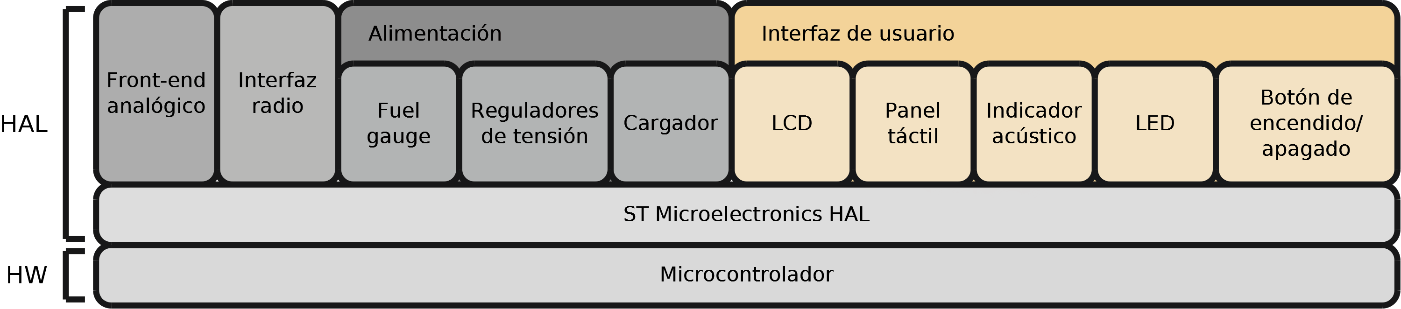 HAL
Front-end
analógico
Interfaz
radio
Alimentación
Fuel
gauge
Reguladores
de tensión
Cargador
Interfaz de usuario
LCD
Panel
táctil
Indicador
acústico
LED
Botón de
encendido/
apagado
ST Microelectronics HAL
HW
Microcontrolador